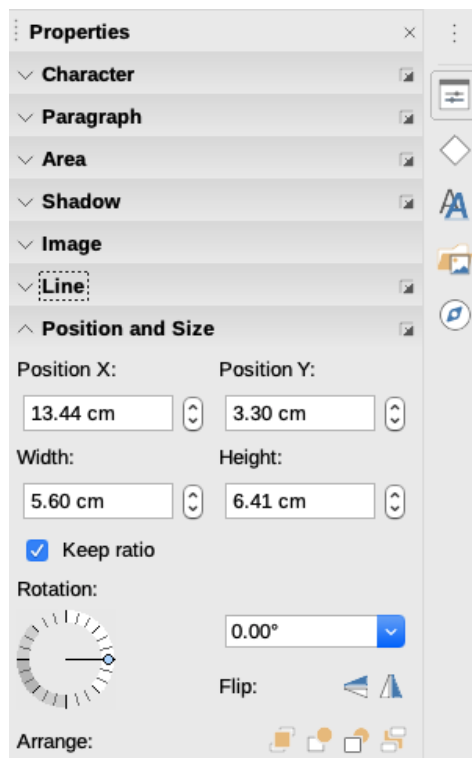 Properties
Character
Paragraph
Area
Shadow
Image
Line
Position and Size
Position X: Position Y:
13.44 cm 3.30 cm
Width: Height:
5.60 cm 6.41 cm
Keep ratio
Rotation:
0.00°
Flip:
Arrange: